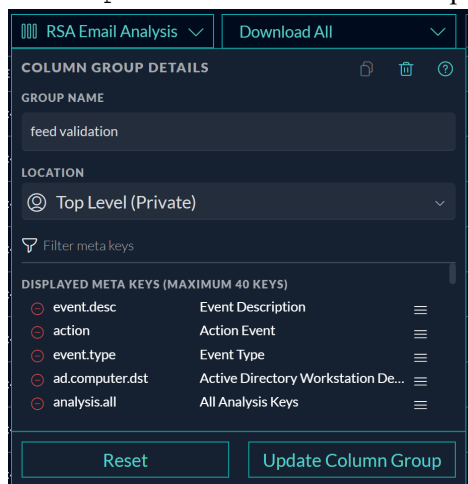 RSA Email Analysis
Download All
COLUMN GROUP DETAILS
GROUP NAME
feed validation
LOCATION
Top Level (Private)
Filter meta keys
DISPLAYED META KEYS (MAXIMUM 40 KEYS)
event.desc Event Description
action Action Event
event.type Event Type
ad.computer.dst Active Directory Workstation De...
analysis.all All Analysis Keys
Reset
Update Column Group